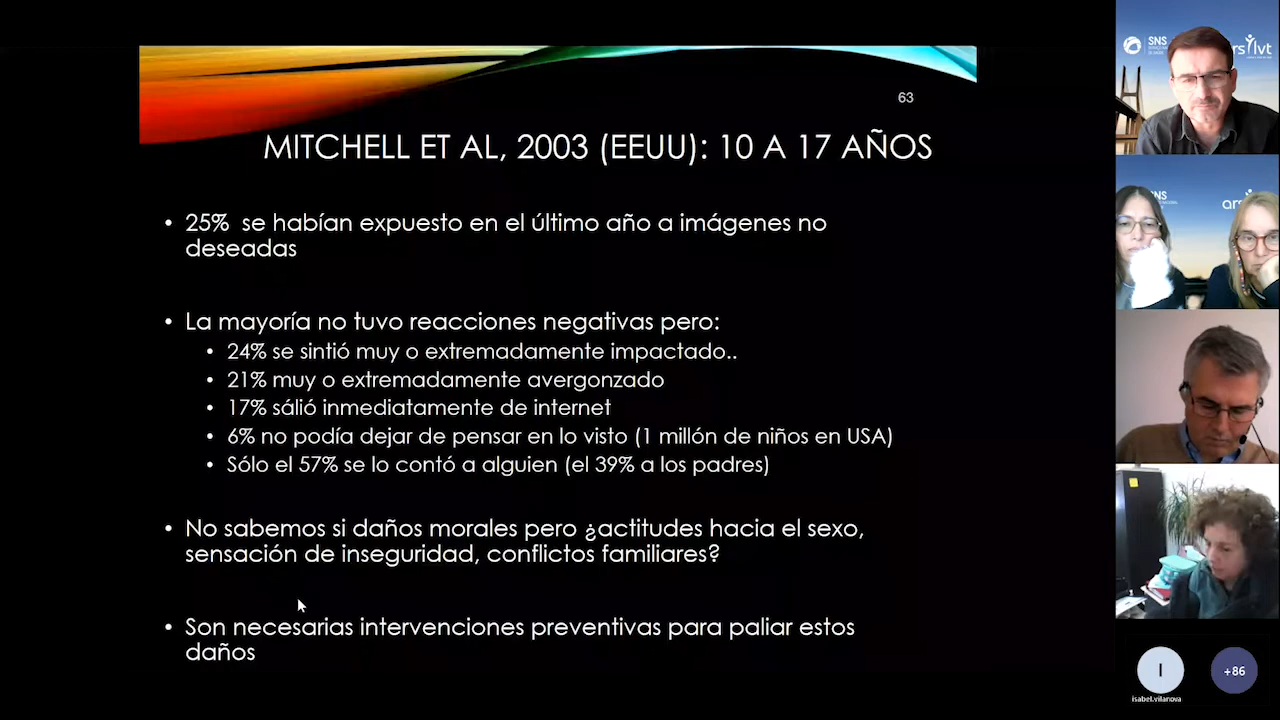 63
MITCHELL ET AL, 2003 (EEUU): 10 A 17 AÑOS
• 25% se habían expuesto en el último año a imágenes no
deseadas
• La mayoría no tuvo reacciones negativas pero:
• 24% se sintió muy o extremadamente impactado..
• 21% muy o extremadamente avergonzado
• 17% sálió inmediatamente de internet
• 6% no podía dejar de pensar en lo visto (1 millón de niños en USA)
• Sólo el 57% se lo contó a alguien (el 39% a los padres)
• No sabemos si daños morales pero ¿actitudes hacia el sexo,
sensación de inseguridad, conflictos familiares?
• Son necesarias intervenciones preventivas para paliar estos
daños
SNS
ars lvt
NS
ars
I
+86
isabel.vilanova